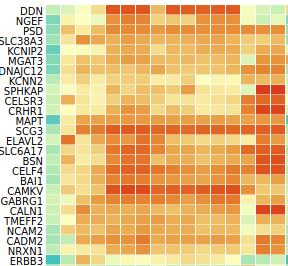 DDN
NGEF
PSD
SLC38A3
KCNIP2
MGAT3
DNAJC12
KCNN2
SPHKAP
CELSR3
CRHR1
MAPT
SCG3
ELAVL2
SLC6A17
BSN
CELF4
BAI1
CAMKV
GABRG1
CALN1
TMEFF2
NCAM2
CADM2
NRXN1
ERBB3